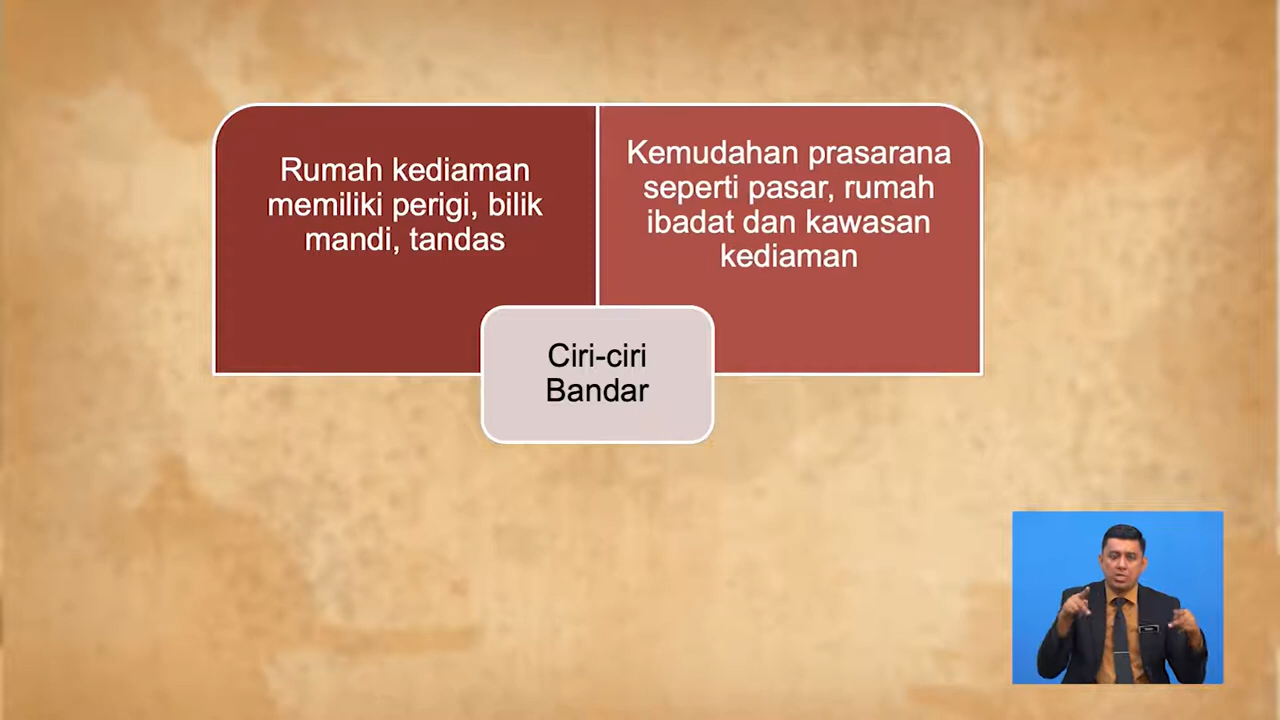 Rumah kediaman
memiliki perigi, bilik
mandi, tandas
Kemudahan prasarana
seperti pasar, rumah
ibadat dan kawasan
kediaman
Ciri-ciri
Bandar